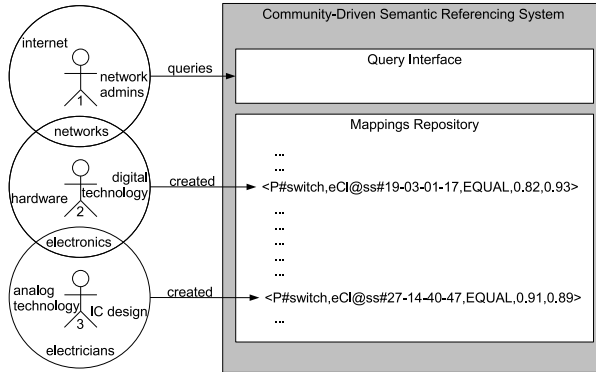 Community-Driven Semantic Referencing System
internet
network
admins
1
queries
Query Interface
networks
Mappings Repository
...
...
digital
technology
hardware
2
created
<P#switch,eCl@ss#19-03-01-17,EQUAL,0.82,0.93>
...
...
...
...
...
electronics
analog
technology
IC design
3
created
<P#switch,eCl@ss#27-14-40-47,EQUAL,0.91,0.89>
...
electricians